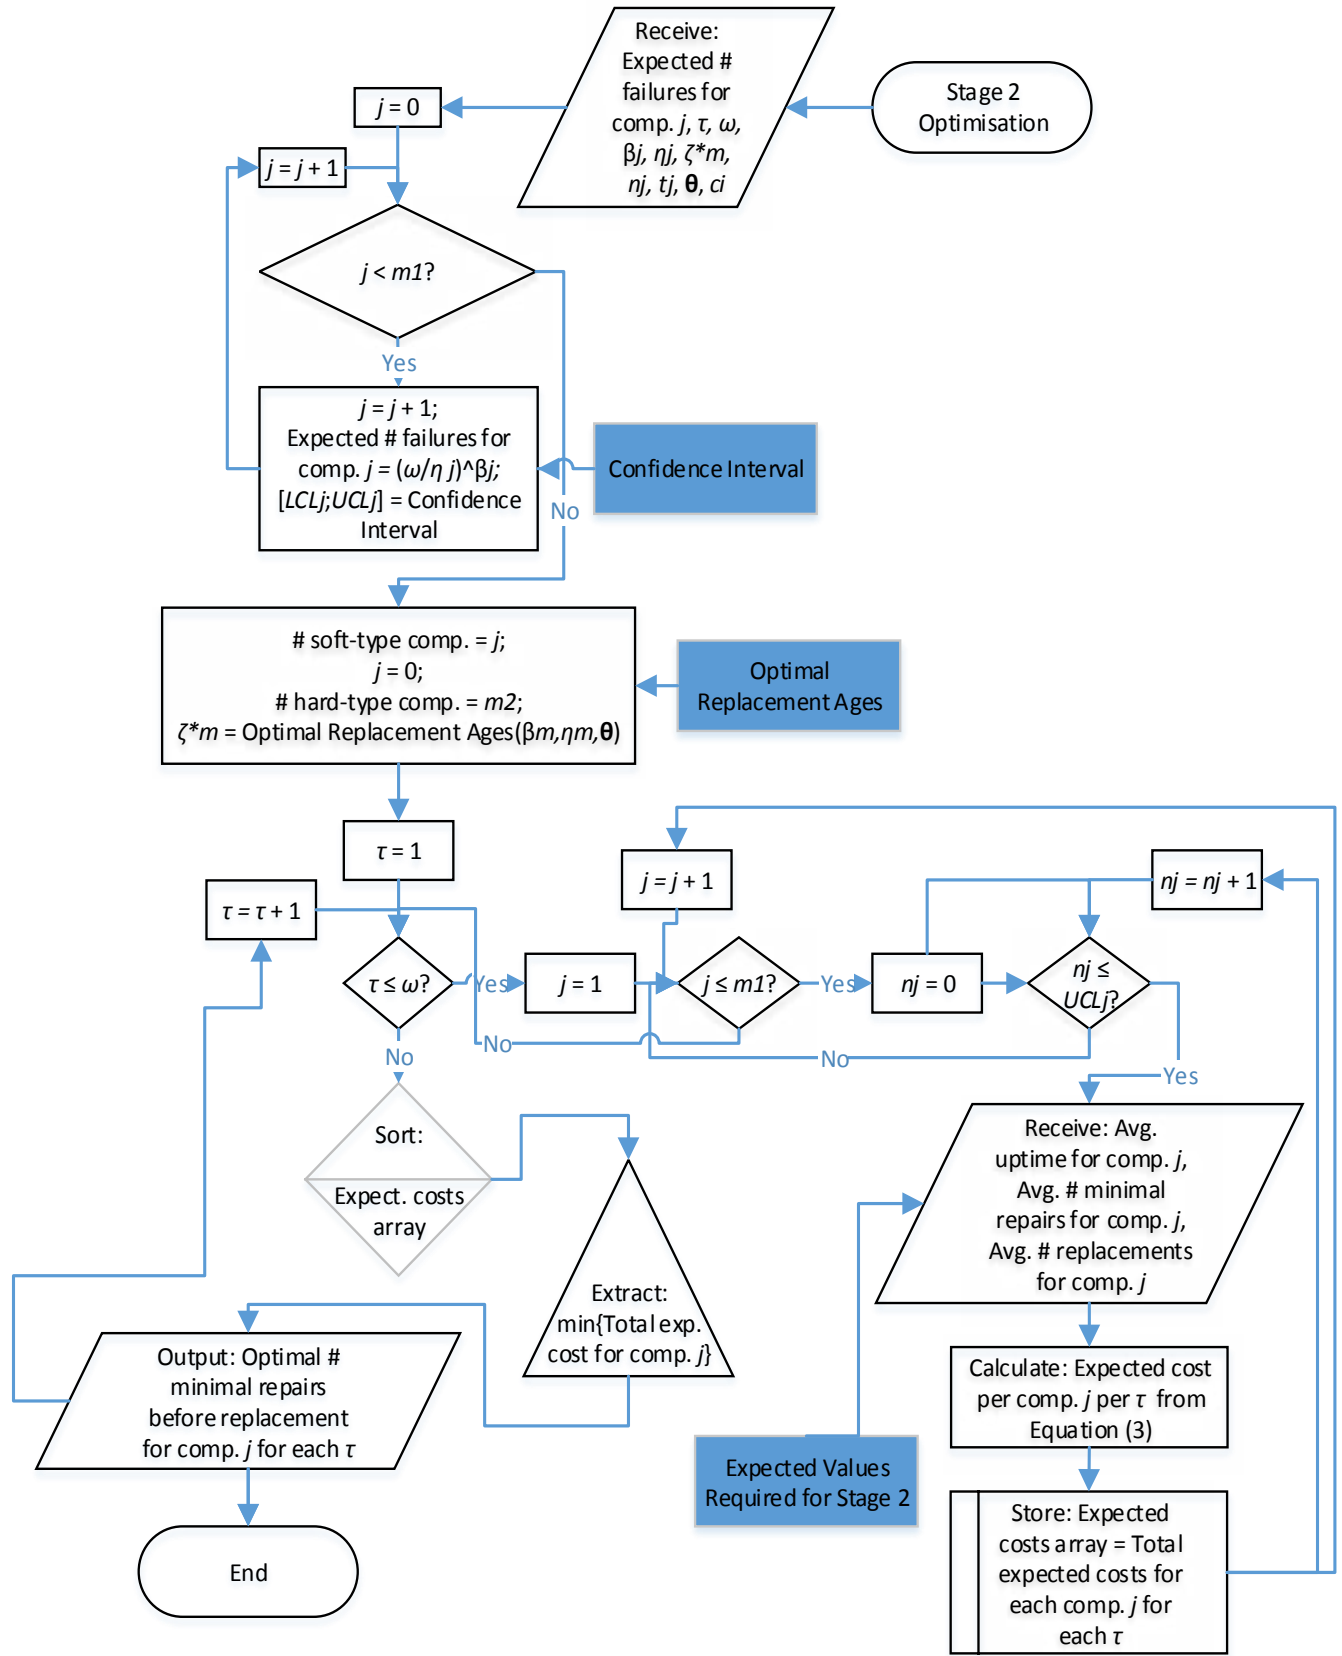 Stage 2
Optimisation
Receive:
Expected #
failures for
comp. j, τ, ω,
βj, ηj, ζ*m,
nj, tj, θ, ci
j = 0
j = j + 1
j < m1?
Yes
No
j = j + 1;
Expected # failures for
comp. j = (ω/η j)^βj;
[LCLj;UCLj] = Confidence
Interval
Confidence Interval
# soft-type comp. = j;
j = 0;
# hard-type comp. = m2;
ζ*m = Optimal Replacement Ages(βm,ηm,θ)
Optimal
Replacement Ages
τ = 1
τ = τ + 1
j = j + 1
nj = nj + 1
τ ≤ ω?
Yes
j = 1
j ≤ m1?
Yes
nj = 0
nj ≤
UCLj?
No
No
No
Yes
Sort:
Expect. costs
array
Extract:
min{Total exp.
cost for comp. j}
Receive: Avg.
uptime for comp. j,
Avg. # minimal
repairs for comp. j,
Avg. # replacements
for comp. j
Output: Optimal #
minimal repairs
before replacement
for comp. j for each τ
Calculate: Expected cost
per comp. j per τ from
Equation (3)
Expected Values
Required for Stage 2
Store: Expected
costs array = Total
expected costs for
each comp. j for
each τ
End